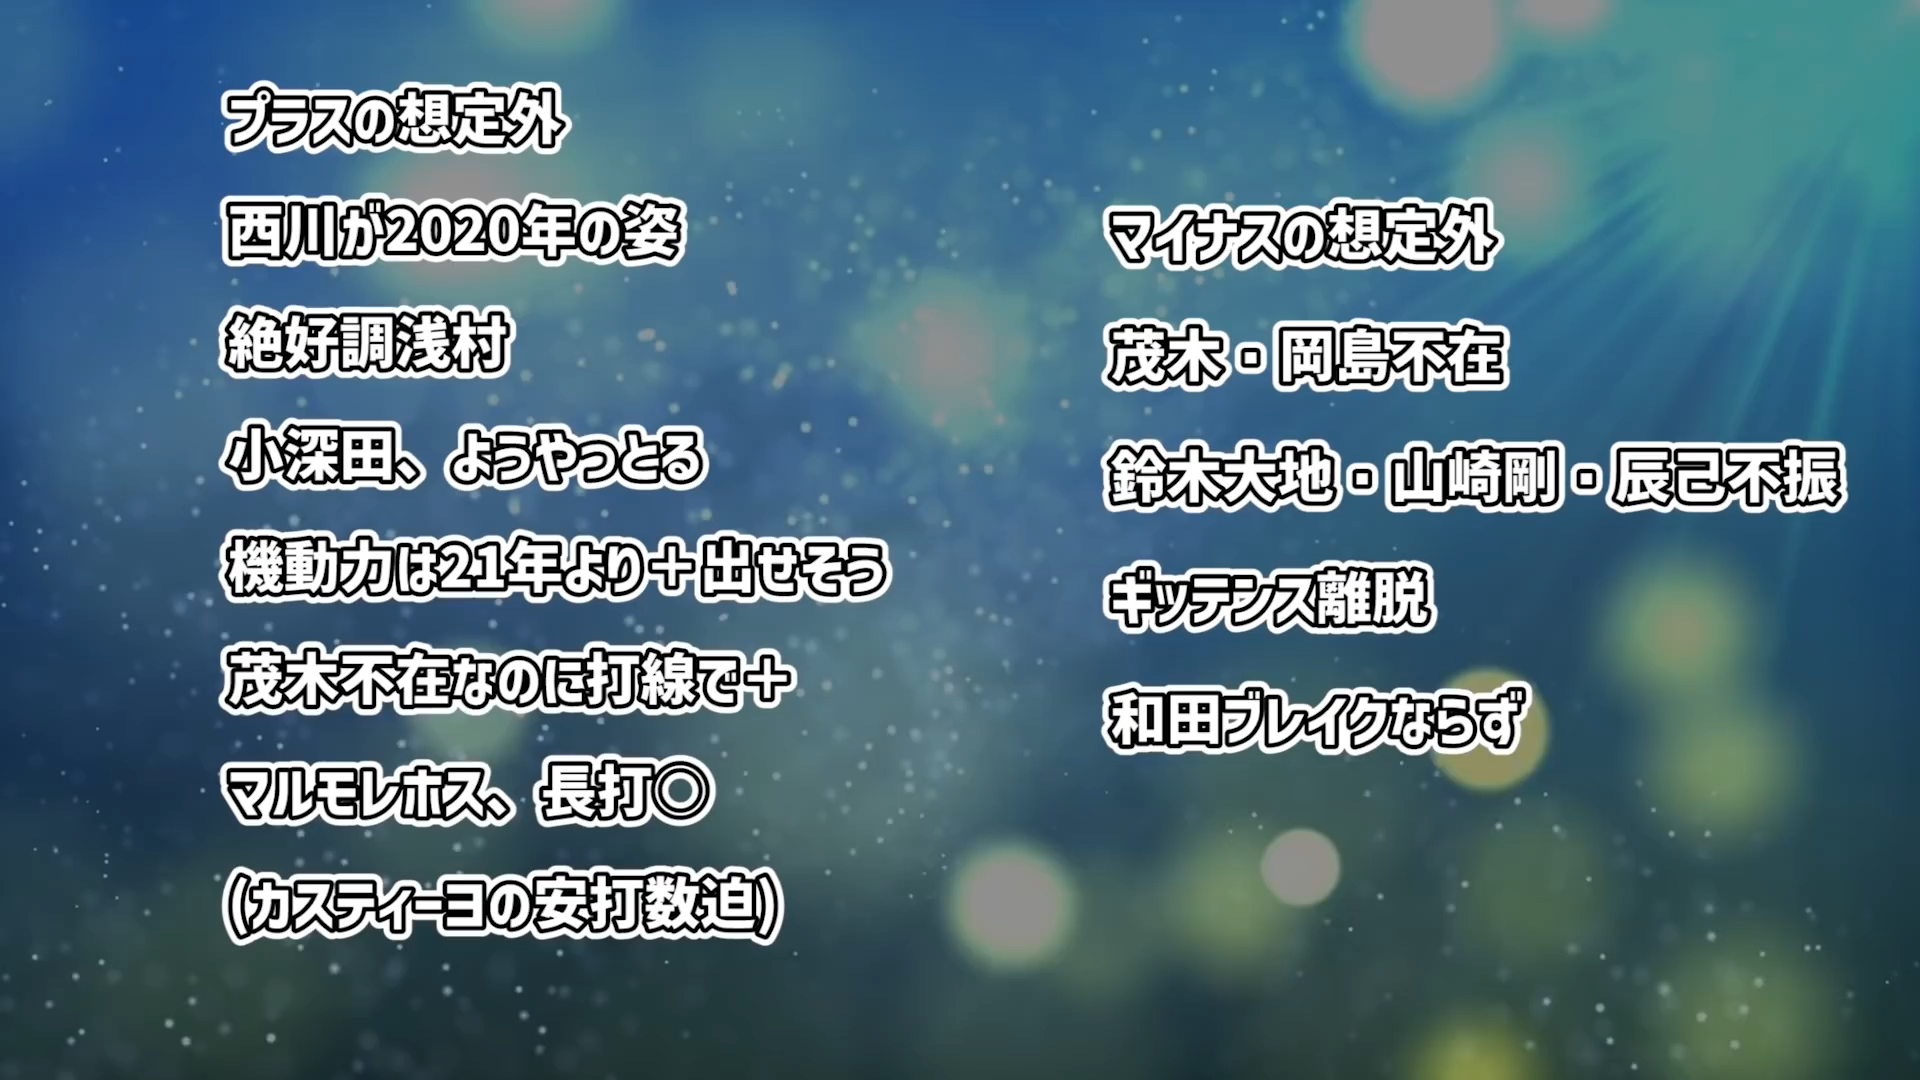 プラスの想定外
西川が2020年の姿
絶好調浅村
小深田、ようやっとる
機動力は21年より＋出せそう
茂木不在なのに打線で＋
マルモレホス、長打〇
(カスティーヨの安打数迫)
マイナスの想定外
茂木・岡島不在
鈴木大地・山崎剛・辰己不振
ギッテンス離脱
和田ブレイクならず